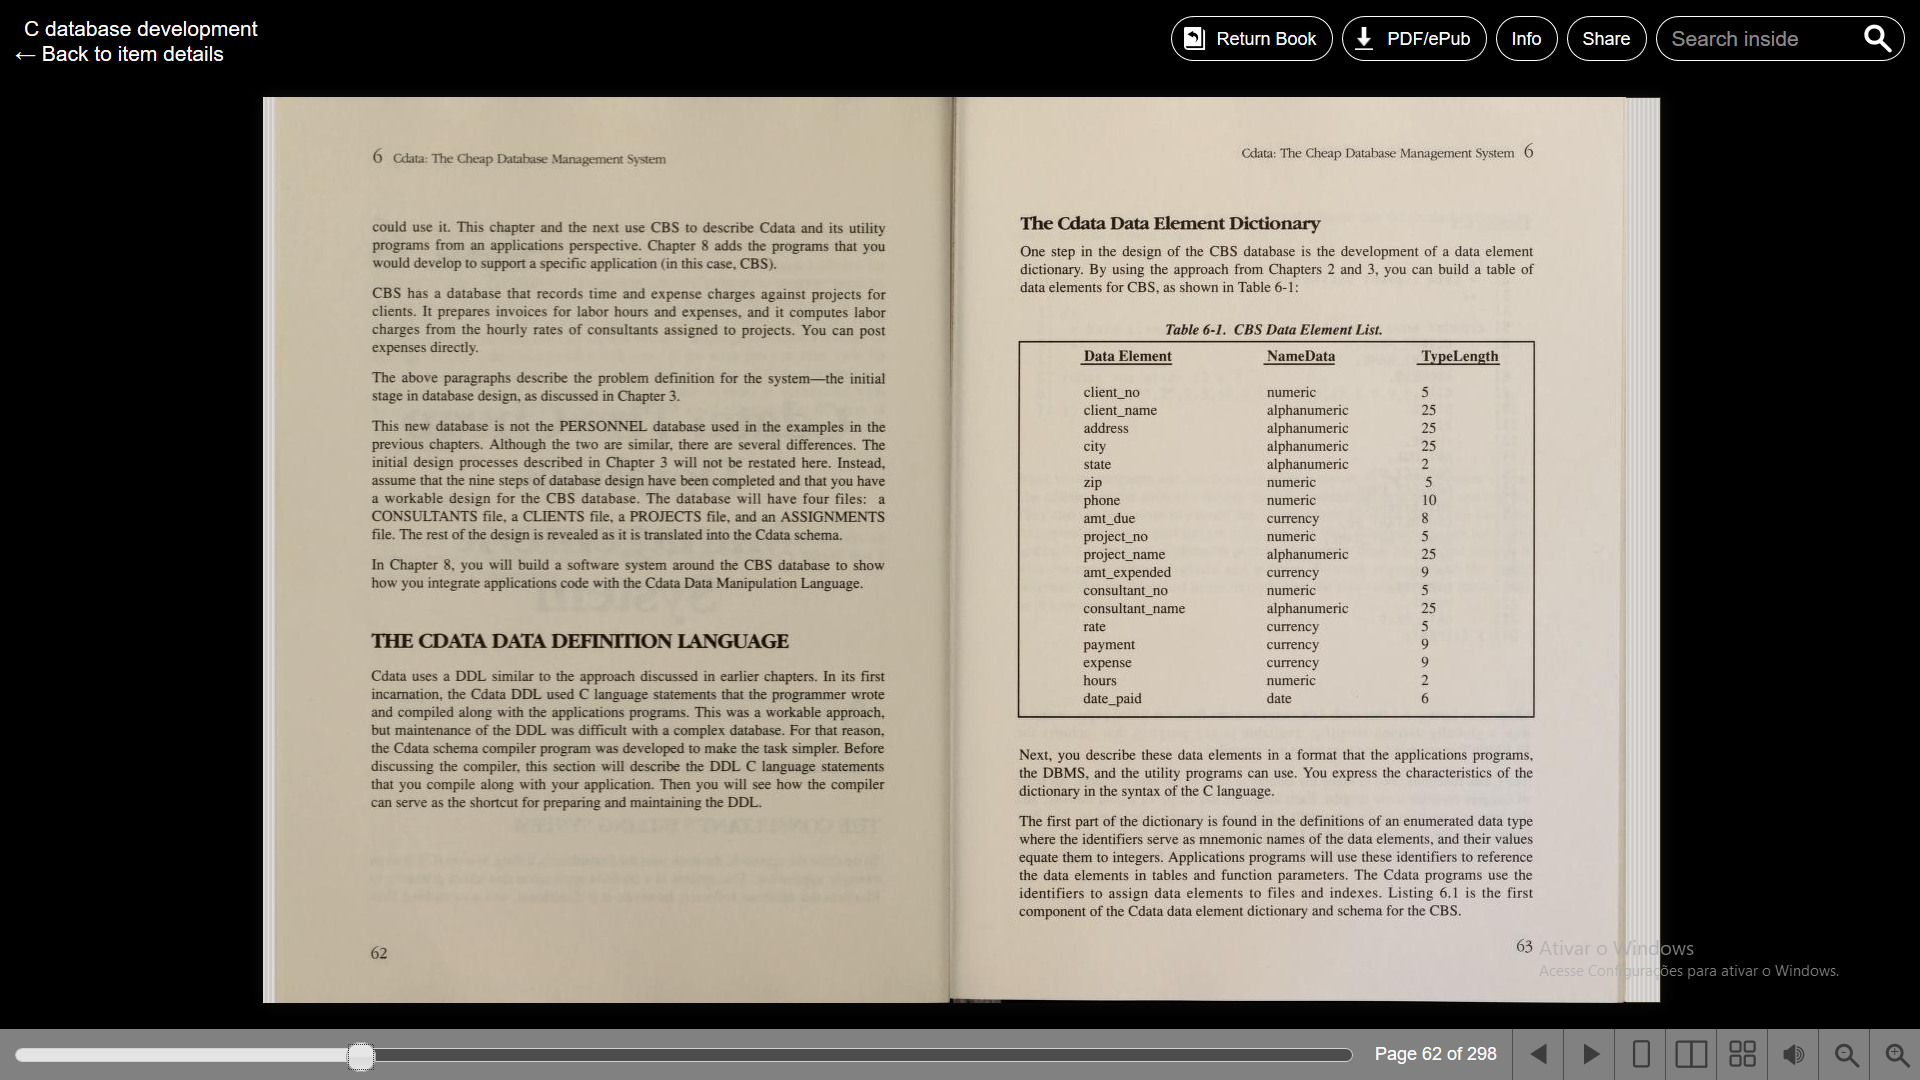 C database development
← Back to item details
Return Book
PDF/ePub
Info
Share
Search inside
6 Cdata: The Cheap Database Management System
could use it. This chapter and the next use CBS to describe Cdata and its utility
programs from an applications perspective. Chapter 8 adds the programs that you
would develop to support a specific application (in this case, CBS).
CBS has a database that records time and expense charges against projects for
clients. It prepares invoices for labor hours and expenses, and it computes labor
charges from the hourly rates of consultants assigned to projects. You can post
expenses directly.
The above paragraphs describe the problem definition for the system—the initial
stage in database design, as discussed in Chapter 3.
This new database is not the PERSONNEL database used in the examples in the
previous chapters. Although the two are similar, there are several differences. The
initial design processes described in Chapter 3 will not be restated here. Instead,
assume that the nine steps of database design have been completed and that you have
a workable design for the CBS database. The database will have four files: a
CONSULTANTS file, a CLIENTS file, a PROJECTS file, and an ASSIGNMENTS
file. The rest of the design is revealed as it is translated into the Cdata schema.
In Chapter 8, you will build a software system around the CBS database to show
how you integrate applications code with the Cdata Data Manipulation Language.
THE CDATA DATA DEFINITION LANGUAGE
Cdata uses a DDL similar to the approach discussed in earlier chapters. In its first
incarnation, the Cdata DDL used C language statements that the programmer wrote
and compiled along with the applications programs. This was a workable approach,
but maintenance of the DDL was difficult with a complex database. For that reason,
the Cdata schema compiler program was developed to make the task simpler. Before
discussing the compiler, this section will describe the DDL C language statements
that you compile along with your application. Then you will see how the compiler
can serve as the shortcut for preparing and maintaining the DDL.
62
Cdata: The Cheap Database Management System 6
The Cdata Data Element Dictionary
One step in the design of the CBS database is the development of a data element
dictionary. By using the approach from Chapters 2 and 3, you can build a table of
data elements for CBS, as shown in Table 6-1:
Table 6-1. CBS Data Element List.
Data Element NameData TypeLength
client_no numeric 5
client_name alphanumeric 25
address alphanumeric 25
city alphanumeric 25
state alphanumeric 2
zip numeric 5
phone numeric 10
amt_due currency 8
project_no numeric 5
project_name alphanumeric 25
amt_expended currency 9
consultant_no numeric 5
consultant_name alphanumeric 25
rate currency 5
payment currency 9
expense currency 9
hours numeric 2
date_paid date 6
Next, you describe these data elements in a format that the applications programs,
the DBMS, and the utility programs can use. You express the characteristics of the
dictionary in the syntax of the C language.
The first part of the dictionary is found in the definitions of an enumerated data type
where the identifiers serve as mnemonic names of the data elements, and their values
equate them to integers. Applications programs will use these identifiers to reference
the data elements in tables and function parameters. The Cdata programs use the
identifiers to assign data elements to files and indexes. Listing 6.1 is the first
component of the Cdata data element dictionary and schema for the CBS.
63
Ativar o Windows
Acesse Configurações para ativar o Windows.
Page 62 of 298